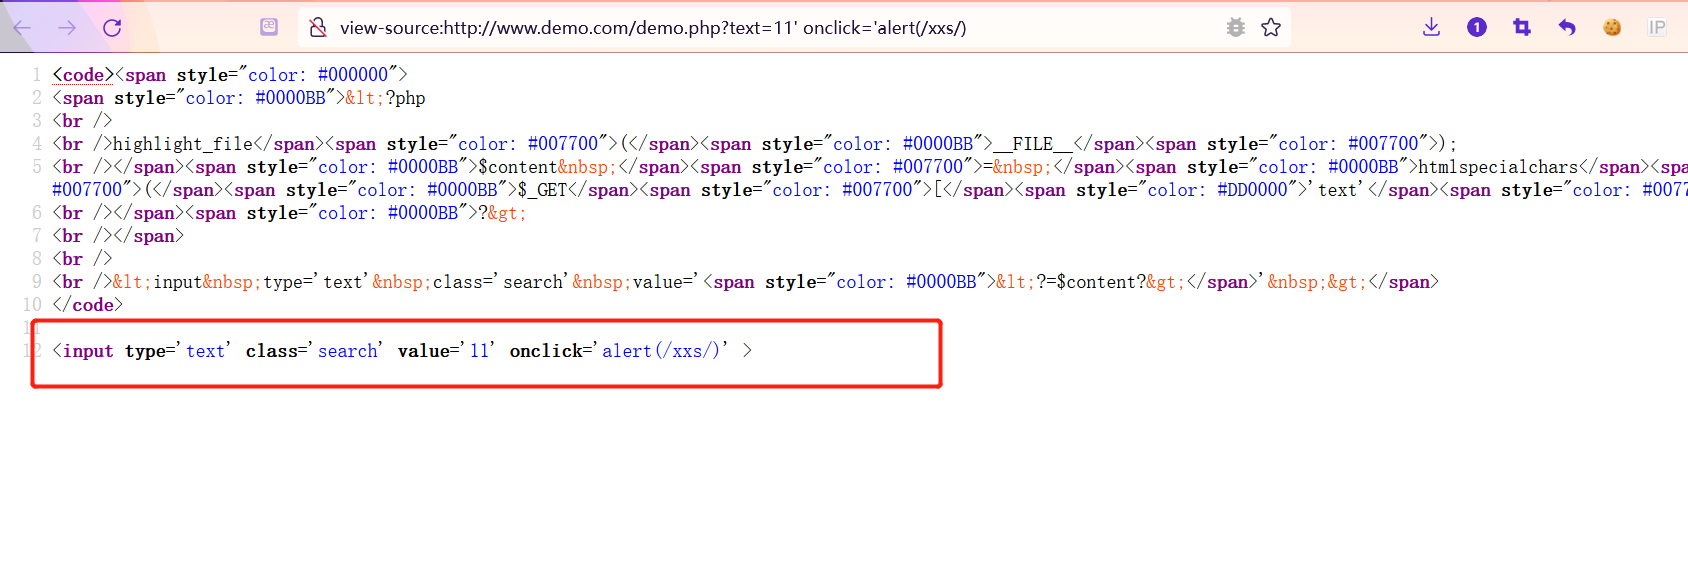 view-source:http://www.demo.com/demo.php?text=11' onclick='alert(/xxs/)
1
IP
1 <code><span style="color: #000000">
2 <span style="color: #0000BB">&lt;?php
3 <br />
4 <br />highlight_file</span><span style="color: #007700">(</span><span style="color: #0000BB">__FILE__</span><span style="color: #007700">);
5 <br /></span><span style="color: #0000BB">$content&nbsp;</span><span style="color: #007700">=&nbsp;</span><span style="color: #0000BB">htmlspecialchars</span><spa
#007700">(</span><span style="color: #0000BB">$_GET</span><span style="color: #007700">[</span><span style="color: #DD0000">'text'</span><span style="color: #0077
6 <br /></span><span style="color: #0000BB">?&gt;
7 <br /></span>
8 <br />
9 <br />&lt;input&nbsp;type='text'&nbsp;class='search'&nbsp;value='<span style="color: #0000BB">&lt;?=$content?&gt;</span>'&nbsp;&gt;</span>
10 </code>
11
12 <input type='text' class='search' value='11' onclick='alert(/xxs/)' >